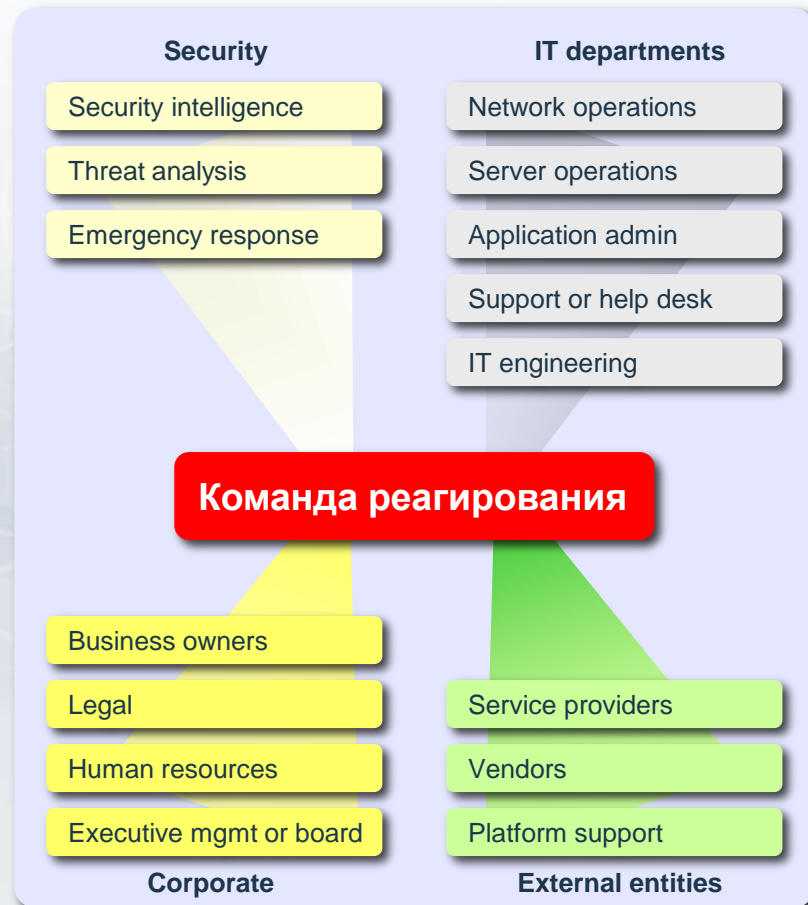 Security
Security intelligence
Threat analysis
Emergency response
IT departments
Network operations
Server operations
Application admin
Support or help desk
IT engineering
Команда реагирования
Business owners
Legal
Human resources
Executive mgmt or board
Corporate
Service providers
Vendors
Platform support
External entities